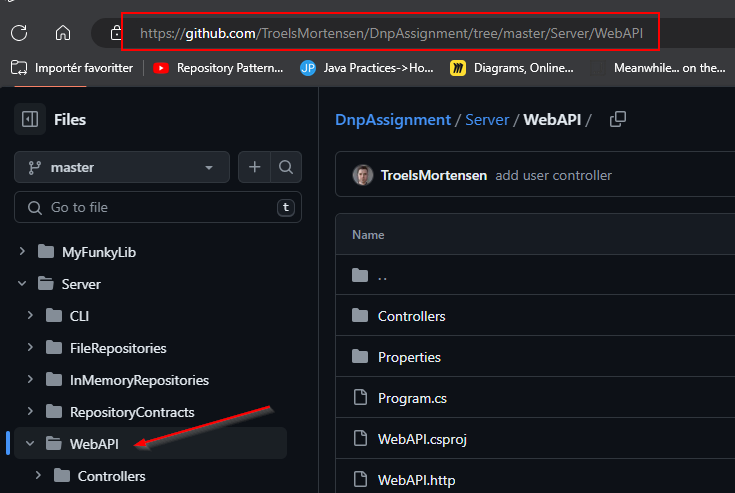 https://github.com/TroelsMortensen/DnpAssignment/tree/master/Server/WebAPI
Importér favoritter
Repository Pattern...
JP Java Practices->Ho...
Diagrams, Online...
Meanwhile... on the...
Files
DnpAssignment / Server / WebAPI /
master
TroelsMortensen add user controller
Go to file
t
Name
MyFunkyLib
Server
..
CLI
Controllers
FileRepositories
Properties
InMemoryRepositories
Program.cs
RepositoryContracts
WebAPI
WebAPI.csproj
Controllers
WebAPI.http